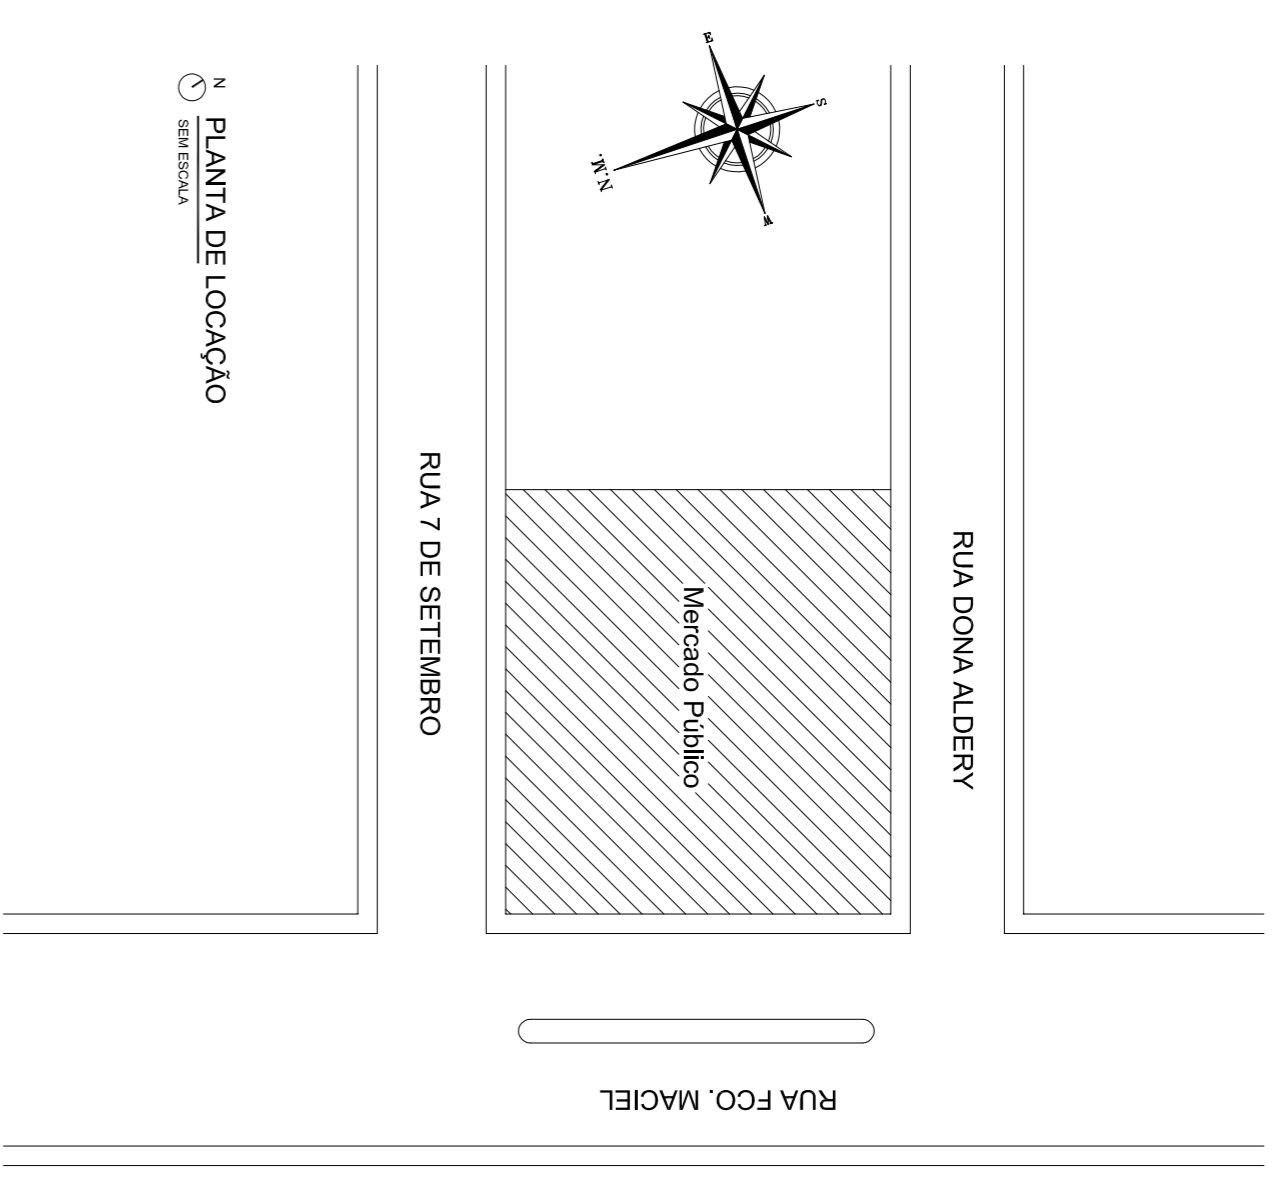 E
S
N.M.
W
N
PLANTA DE LOCAÇÃO
SEM ESCALA
RUA 7 DE SETEMBRO
Mercado Público
RUA DONA ALDERY
RUA FCO. MACIEL